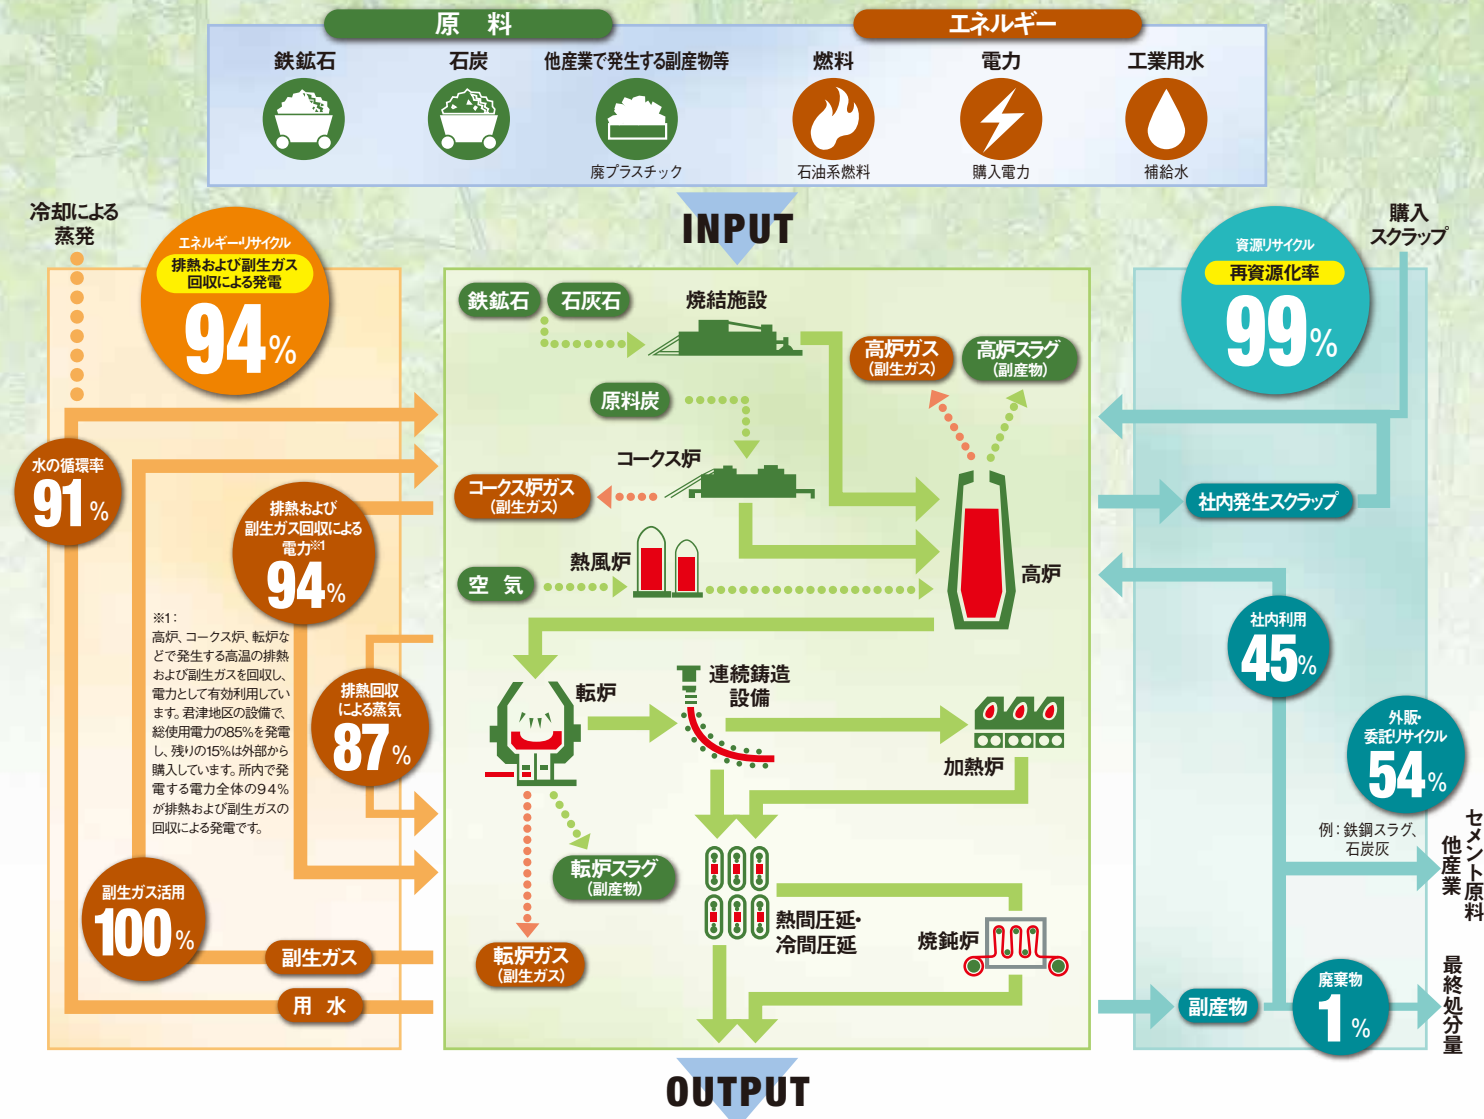 原 料
エネルギー
鉄鉱石
石炭
他産業で発生する副産物等
燃料
電力
工業用水
廃プラスチック
石油系燃料
購入電力
補給水
INPUT
冷却による
蒸発
エネルギー・リサイクル
排熱および副生ガス
回収による発電
94%
水の循環率
91%
排熱および
副生ガス回収による
電力※1
94%
※1：
高炉、コークス炉、転炉な
どで発生する高温の排熱
および副生ガスを回収し、
電力として有効利用してい
ます。君津地区の設備で、
総使用電力の85%を発電
し、残りの15%は外部から
購入しています。所内で発
電する電力全体の94%
が排熱および副生ガスの
回収による発電です。
排熱回収
による蒸気
87%
副生ガス活用
100%
副生ガス
用 水
鉄鉱石
石灰石
焼結施設
原料炭
高炉ガス
(副生ガス)
高炉スラグ
(副産物)
コークス炉
コークス炉ガス
(副生ガス)
熱風炉
空 気
高炉
転炉
連続鋳造
設備
加熱炉
転炉スラグ
(副産物)
転炉ガス
(副生ガス)
熱間圧延・
冷間圧延
焼鈍炉
資源リサイクル
再資源化率
99%
購入
スクラップ
社内発生スクラップ
社内利用
45%
外販・
委託リサイクル
54%
例：鉄鋼スラグ、
石炭灰
セメント原料
他産業
副産物
廃棄物
1%
最終処分量
OUTPUT